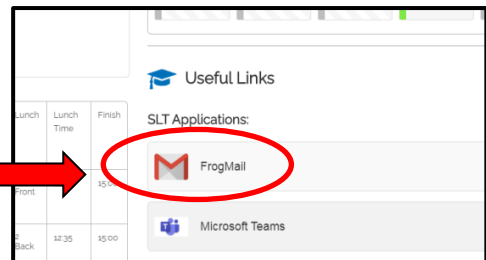 Useful Links
Lunch Lunch Time Finish
SLT Applications:
FrogMail
Front 15:00
Microsoft Teams
2 Back 12:35 15:00